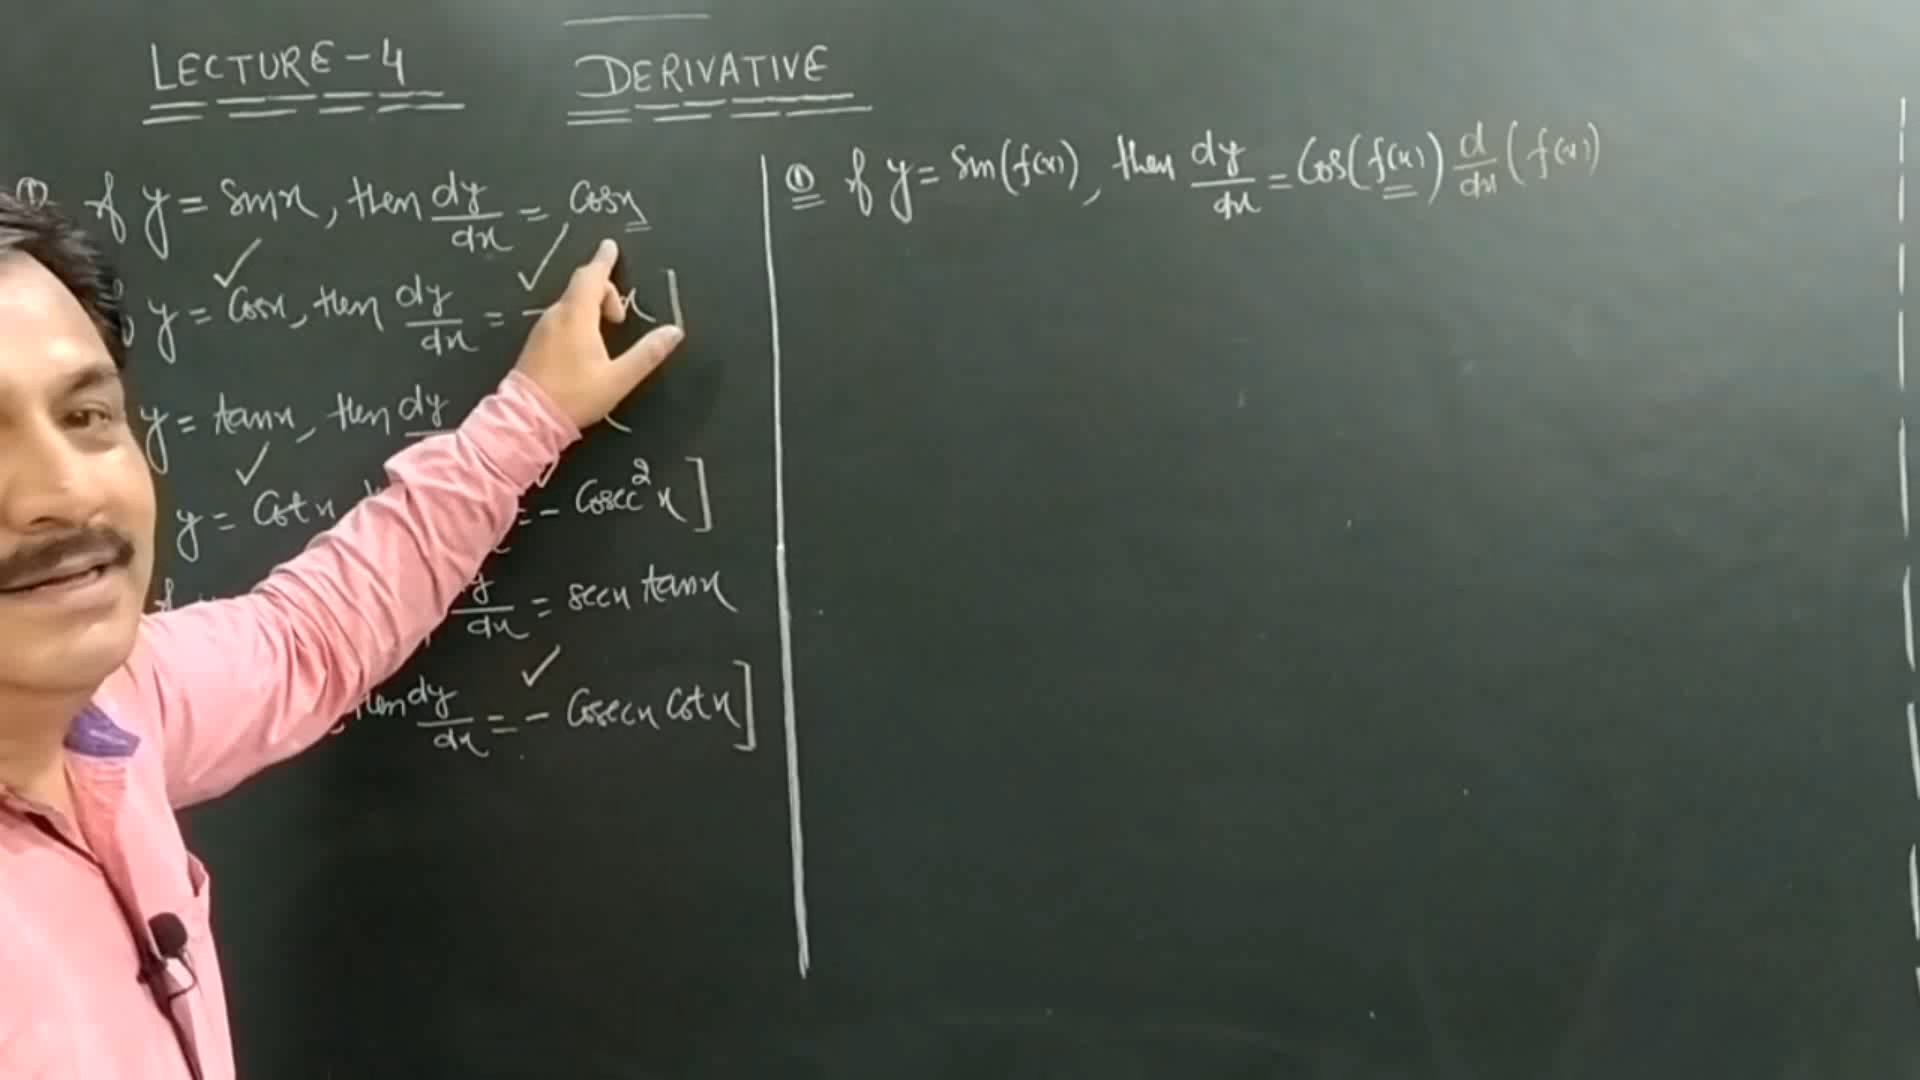 LECTURE-4 DERIVATIVE
① If y = sinx, then dy/dx = cosx
y = cosx, then dy/dx = - x]
y = tanx, then dy
y = cotx = - cosec²x]
dy/dx = secx tanx
then dy/dx = - cosecx cotx]
① If y = sin(f(x)), then dy/dx = cos(f(x)) d/dx (f(x))